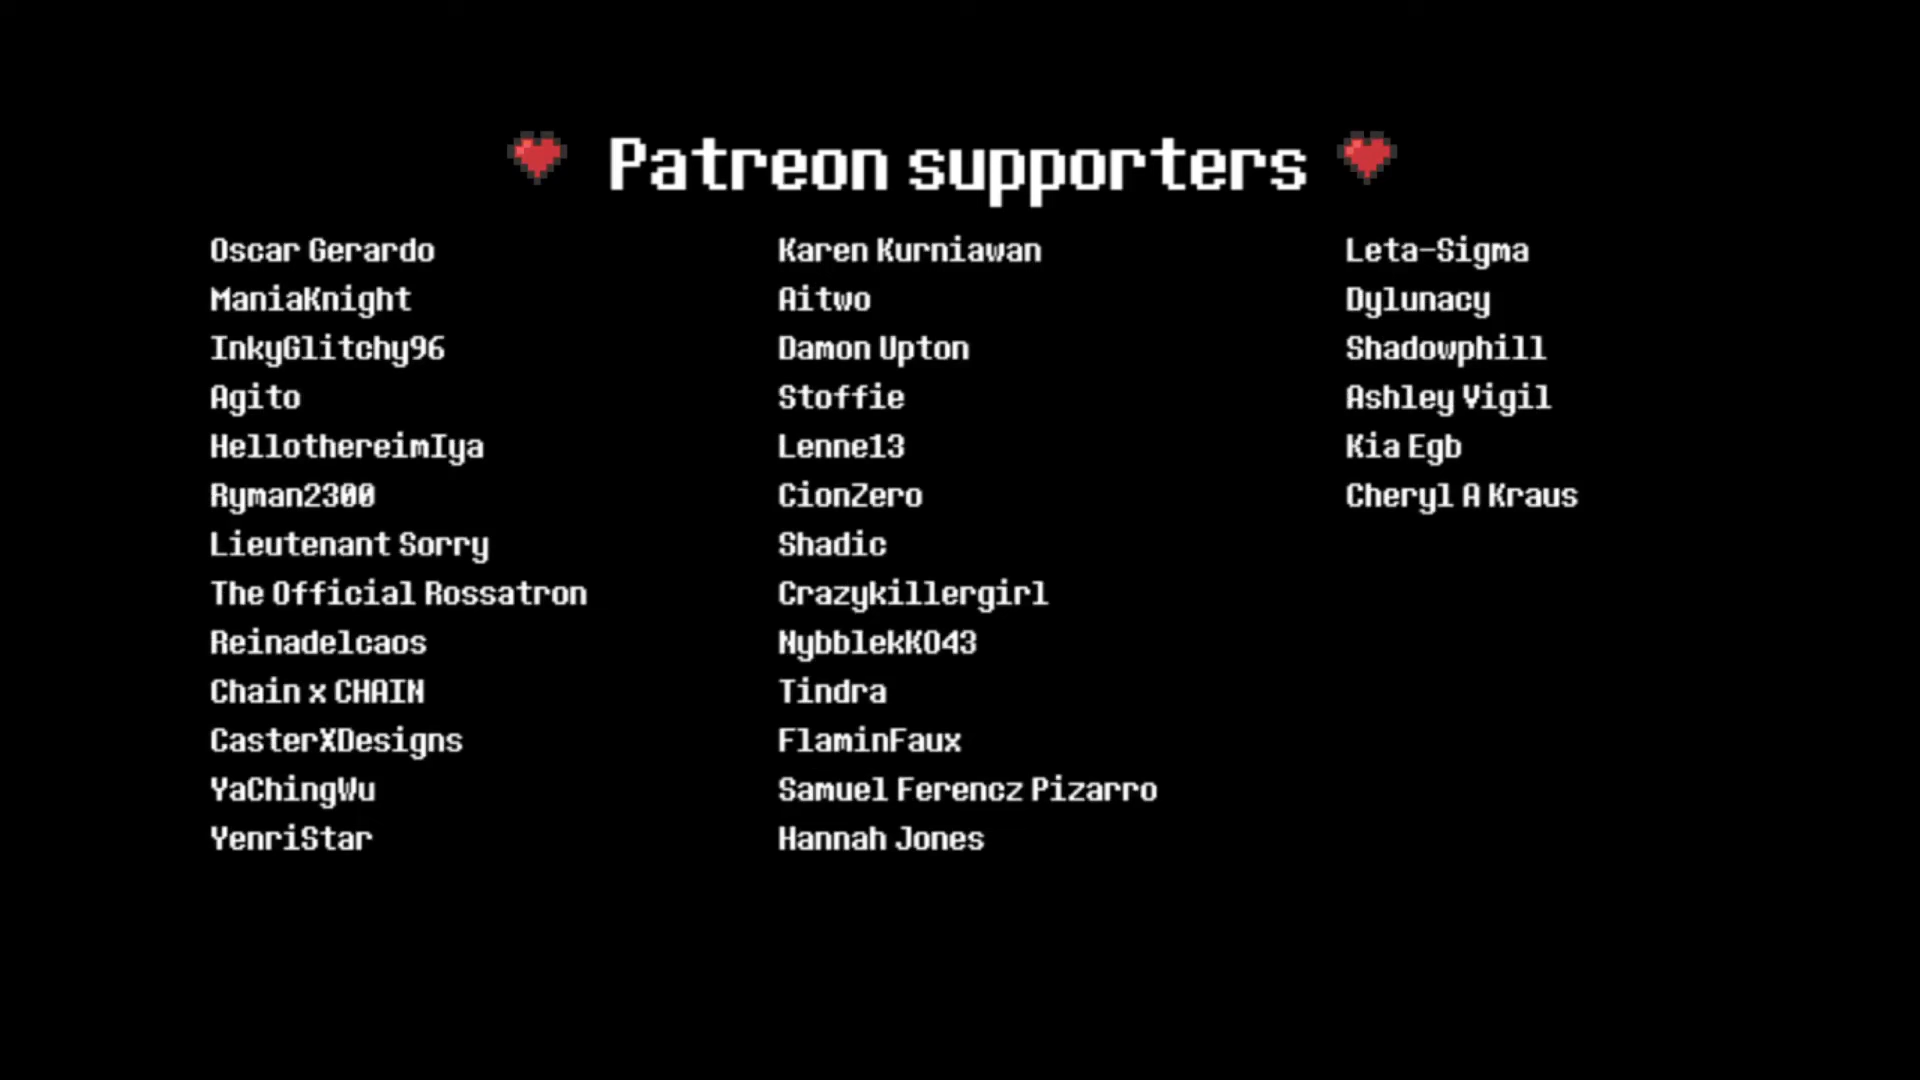 Patreon supporters
Oscar Gerardo
ManiaKnight
InkyGlitchy96
Agito
HellothereimIya
Ryman2300
Lieutenant Sorry
The Official Rossatron
Reinadelcaos
Chain x CHAIN
CasterXDesigns
YaChingWu
YenriStar
Karen Kurniawan
Aitwo
Damon Upton
Stoffie
Lenne13
CionZero
Shadic
Crazykillergirl
NybblekKO43
Tindra
FlaminFaux
Samuel Ferencz Pizarro
Hannah Jones
Leta-Sigma
Dylunacy
Shadowphill
Ashley Vigil
Kia Egb
Cheryl A Kraus